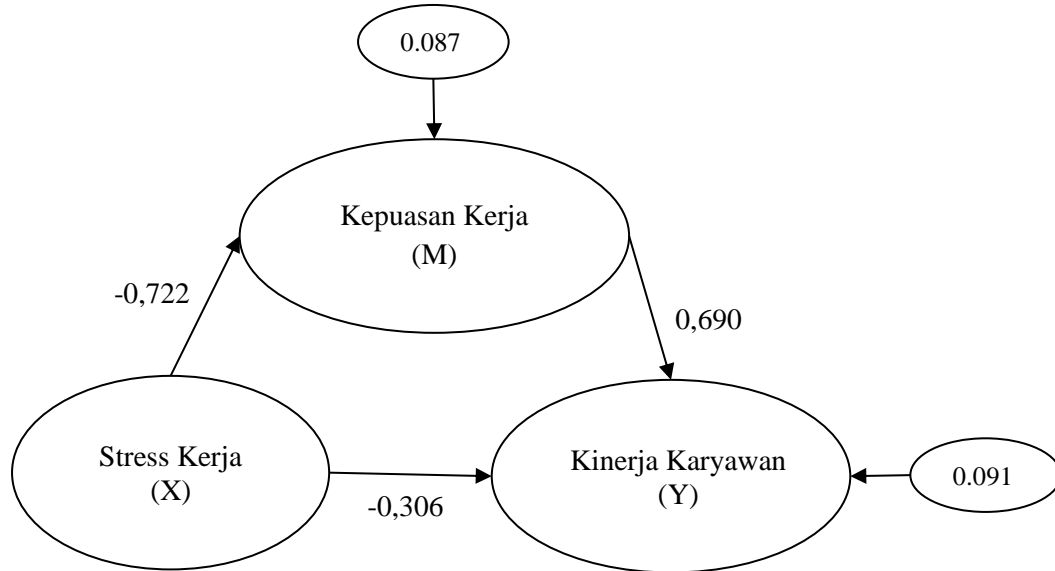 0.087
Kepuasan Kerja
(M)
-0,722
0,690
Stress Kerja
(X)
-0,306
Kinerja Karyawan
(Y)
0.091